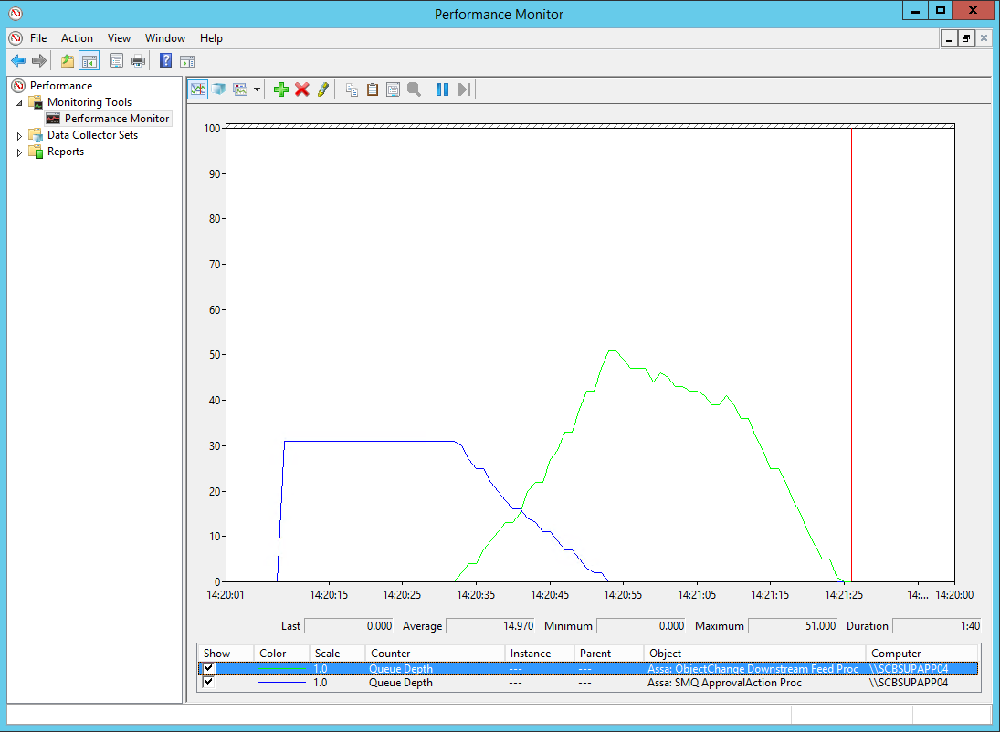 Performance Monitor
File Action View Window Help
Performance
Monitoring Tools
Performance Monitor
Data Collector Sets
Reports
100
90
80
70
60
50
40
30
20
10
0
14:20:01 14:20:15 14:20:25 14:20:35 14:20:45 14:20:55 14:21:05 14:21:15 14:21:25 14:... 14:20:00
Last 0.000 Average 14.970 Minimum 0.000 Maximum 51.000 Duration 1:40
Show Color Scale Counter Instance Parent Object Computer
1.0 Queue Depth --- --- Assa: ObjectChange Downstream Feed Proc \\SCBSUPAPP04
1.0 Queue Depth --- --- Assa: SMQ ApprovalAction Proc \\SCBSUPAPP04